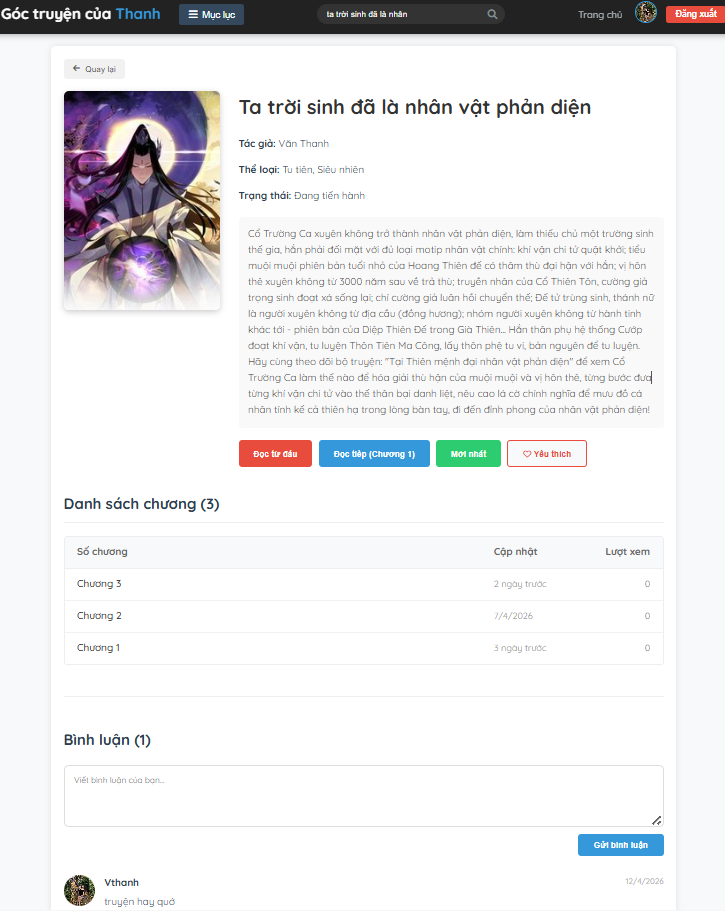 Góc truyện của Thanh
Mục lục
ta trời sinh đã là nhân
Trang chủ
Đăng xuất
Quay lại
Ta trời sinh đã là nhân vật phản diện
Tác giả: Văn Thanh
Thể loại: Tu tiên, Siêu nhiên
Trạng thái: Đang tiến hành
Cố Trường Ca xuyên không trở thành nhân vật phản diện, làm thiếu chủ một trường sinh
thế gia, hắn phải đối mặt với đủ loại motip nhân vật chính: khí vận chi tử quật khởi; tiểu
muội muội phiên bản tuổi nhỏ của Hoang Thiên đế có thâm thù đại hận với hắn; vị hôn
thê xuyên không từ 3000 năm sau về trả thù; truyền nhân của Cổ Thiên Tôn, cường giả
trọng sinh đoạt xá sống lại; chí cường giả luân hồi chuyển thế; Đế tử trùng sinh, thánh nữ
là người xuyên không từ địa cầu (đồng hương); nhóm người xuyên không từ hành tinh
khác tới - phiên bản của Diệp Thiên Đế trong Già Thiên... Hắn thân phụ hệ thống Cướp
đoạt khí vận, tu luyện Thôn Tiên Ma Công, lấy thôn phệ tu vi, bản nguyên để tu luyện.
Hãy cùng theo dõi bộ truyện: "Tại Thiên mệnh đại nhân vật phản diện" để xem Cố
Trường Ca làm thế nào để hóa giải thù hận của muội muội và vị hôn thê, từng bước đưa
từng khí vận chi tử vào thế thân bại danh liệt, nêu cao lá cờ chính nghĩa để mưu đồ cả
nhân tính kế cả thiên hạ trong lòng bàn tay, đi đến đỉnh phong của nhân vật phản diện!
Đọc từ đầu
Đọc tiếp (Chương 1)
Mới nhất
Yêu thích
Danh sách chương (3)
Số chương Cập nhật Lượt xem
Chương 3 2 ngày trước 0
Chương 2 7/4/2026 0
Chương 1 3 ngày trước 0
Bình luận (1)
Viết bình luận của bạn...
Gửi bình luận
Vthanh 12/4/2026
truyện hay quớ